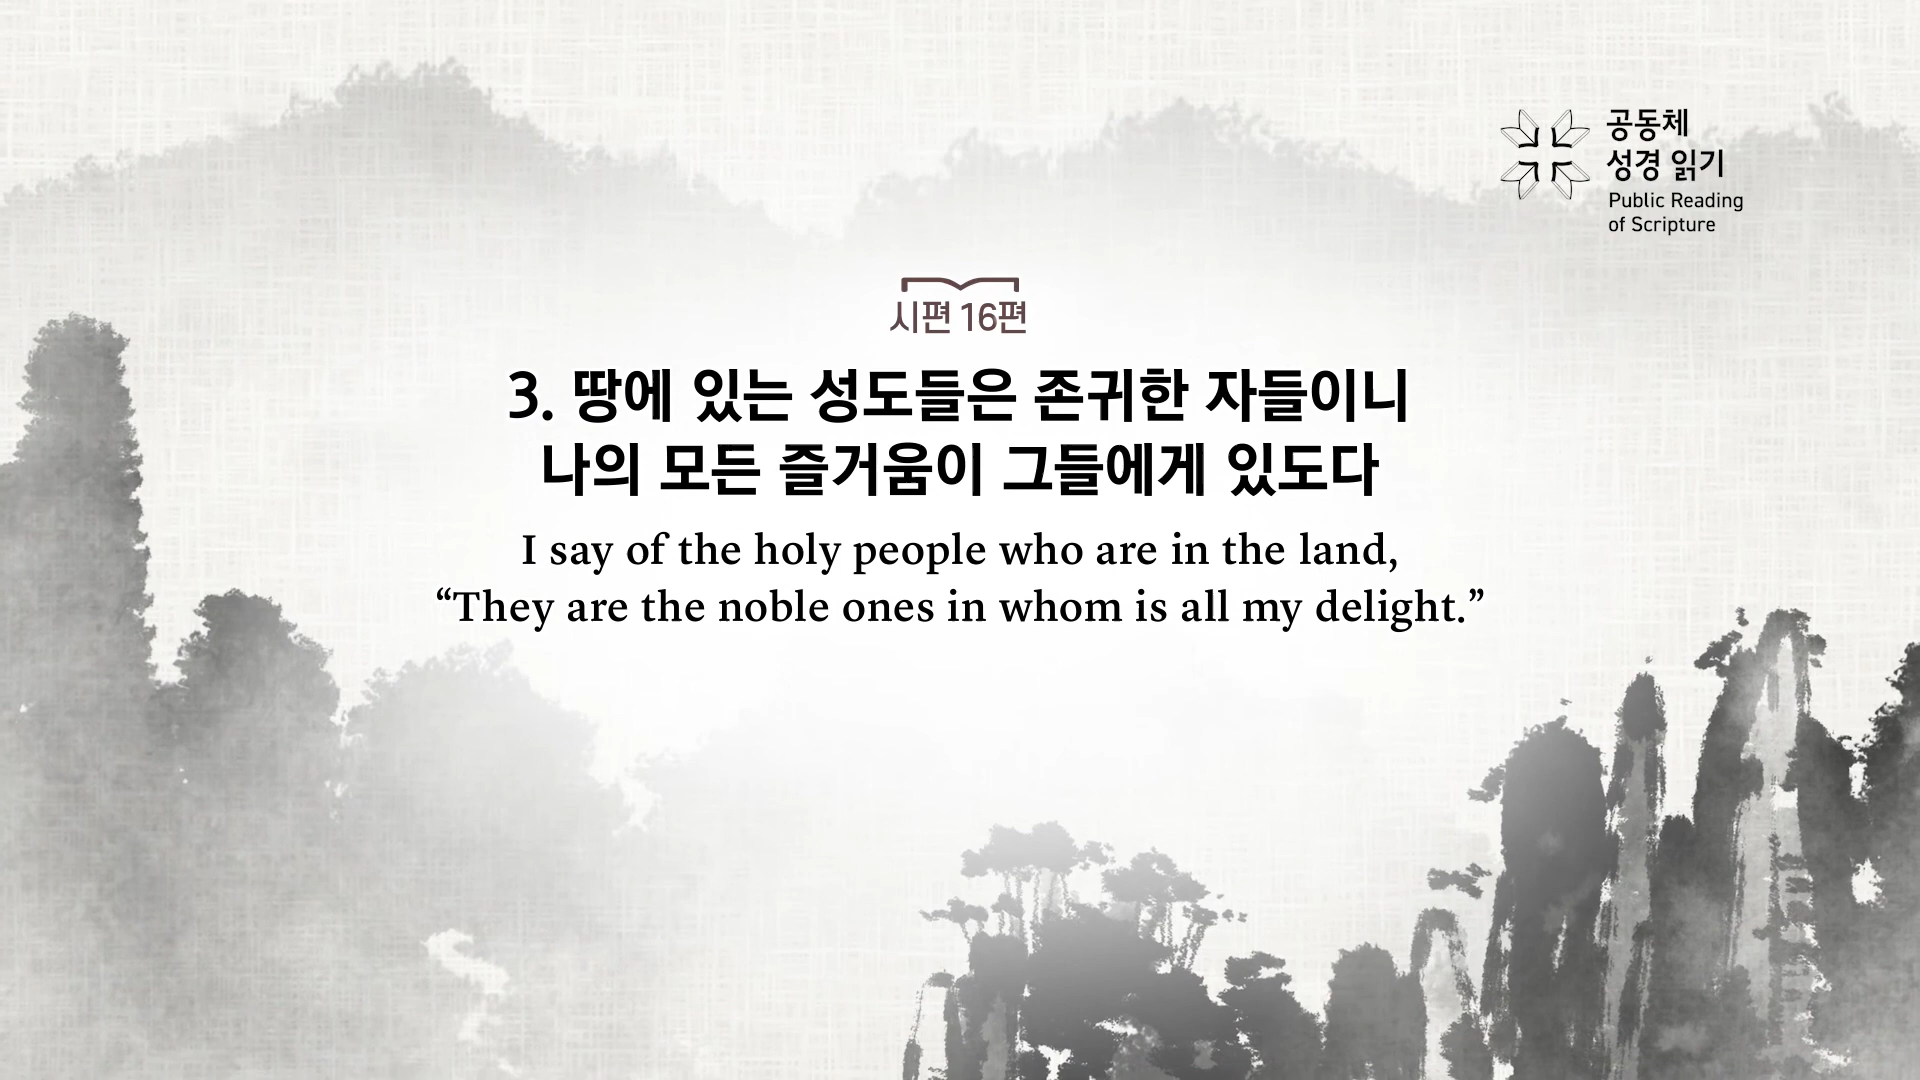 공동체
성경 읽기
Public Reading
of Scripture
시편 16편
3. 땅에 있는 성도들은 존귀한 자들이니
나의 모든 즐거움이 그들에게 있도다
I say of the holy people who are in the land,
“They are the noble ones in whom is all my delight.”